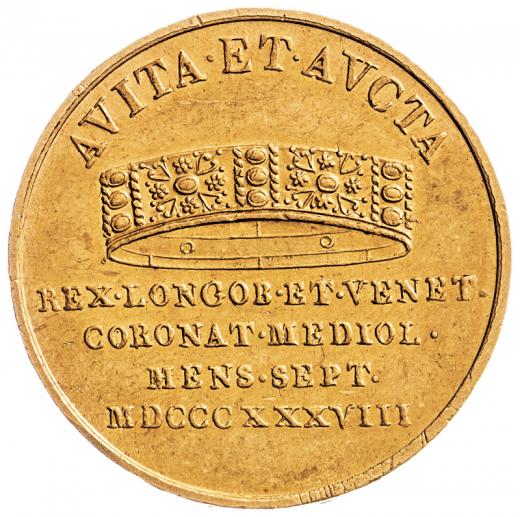 AVITA·ET·AVCTA
REX·LONGOB·ET·VENET·
CORONAT·MEDIOL·
MENS·SEPT·
MDCCCXXXVIII